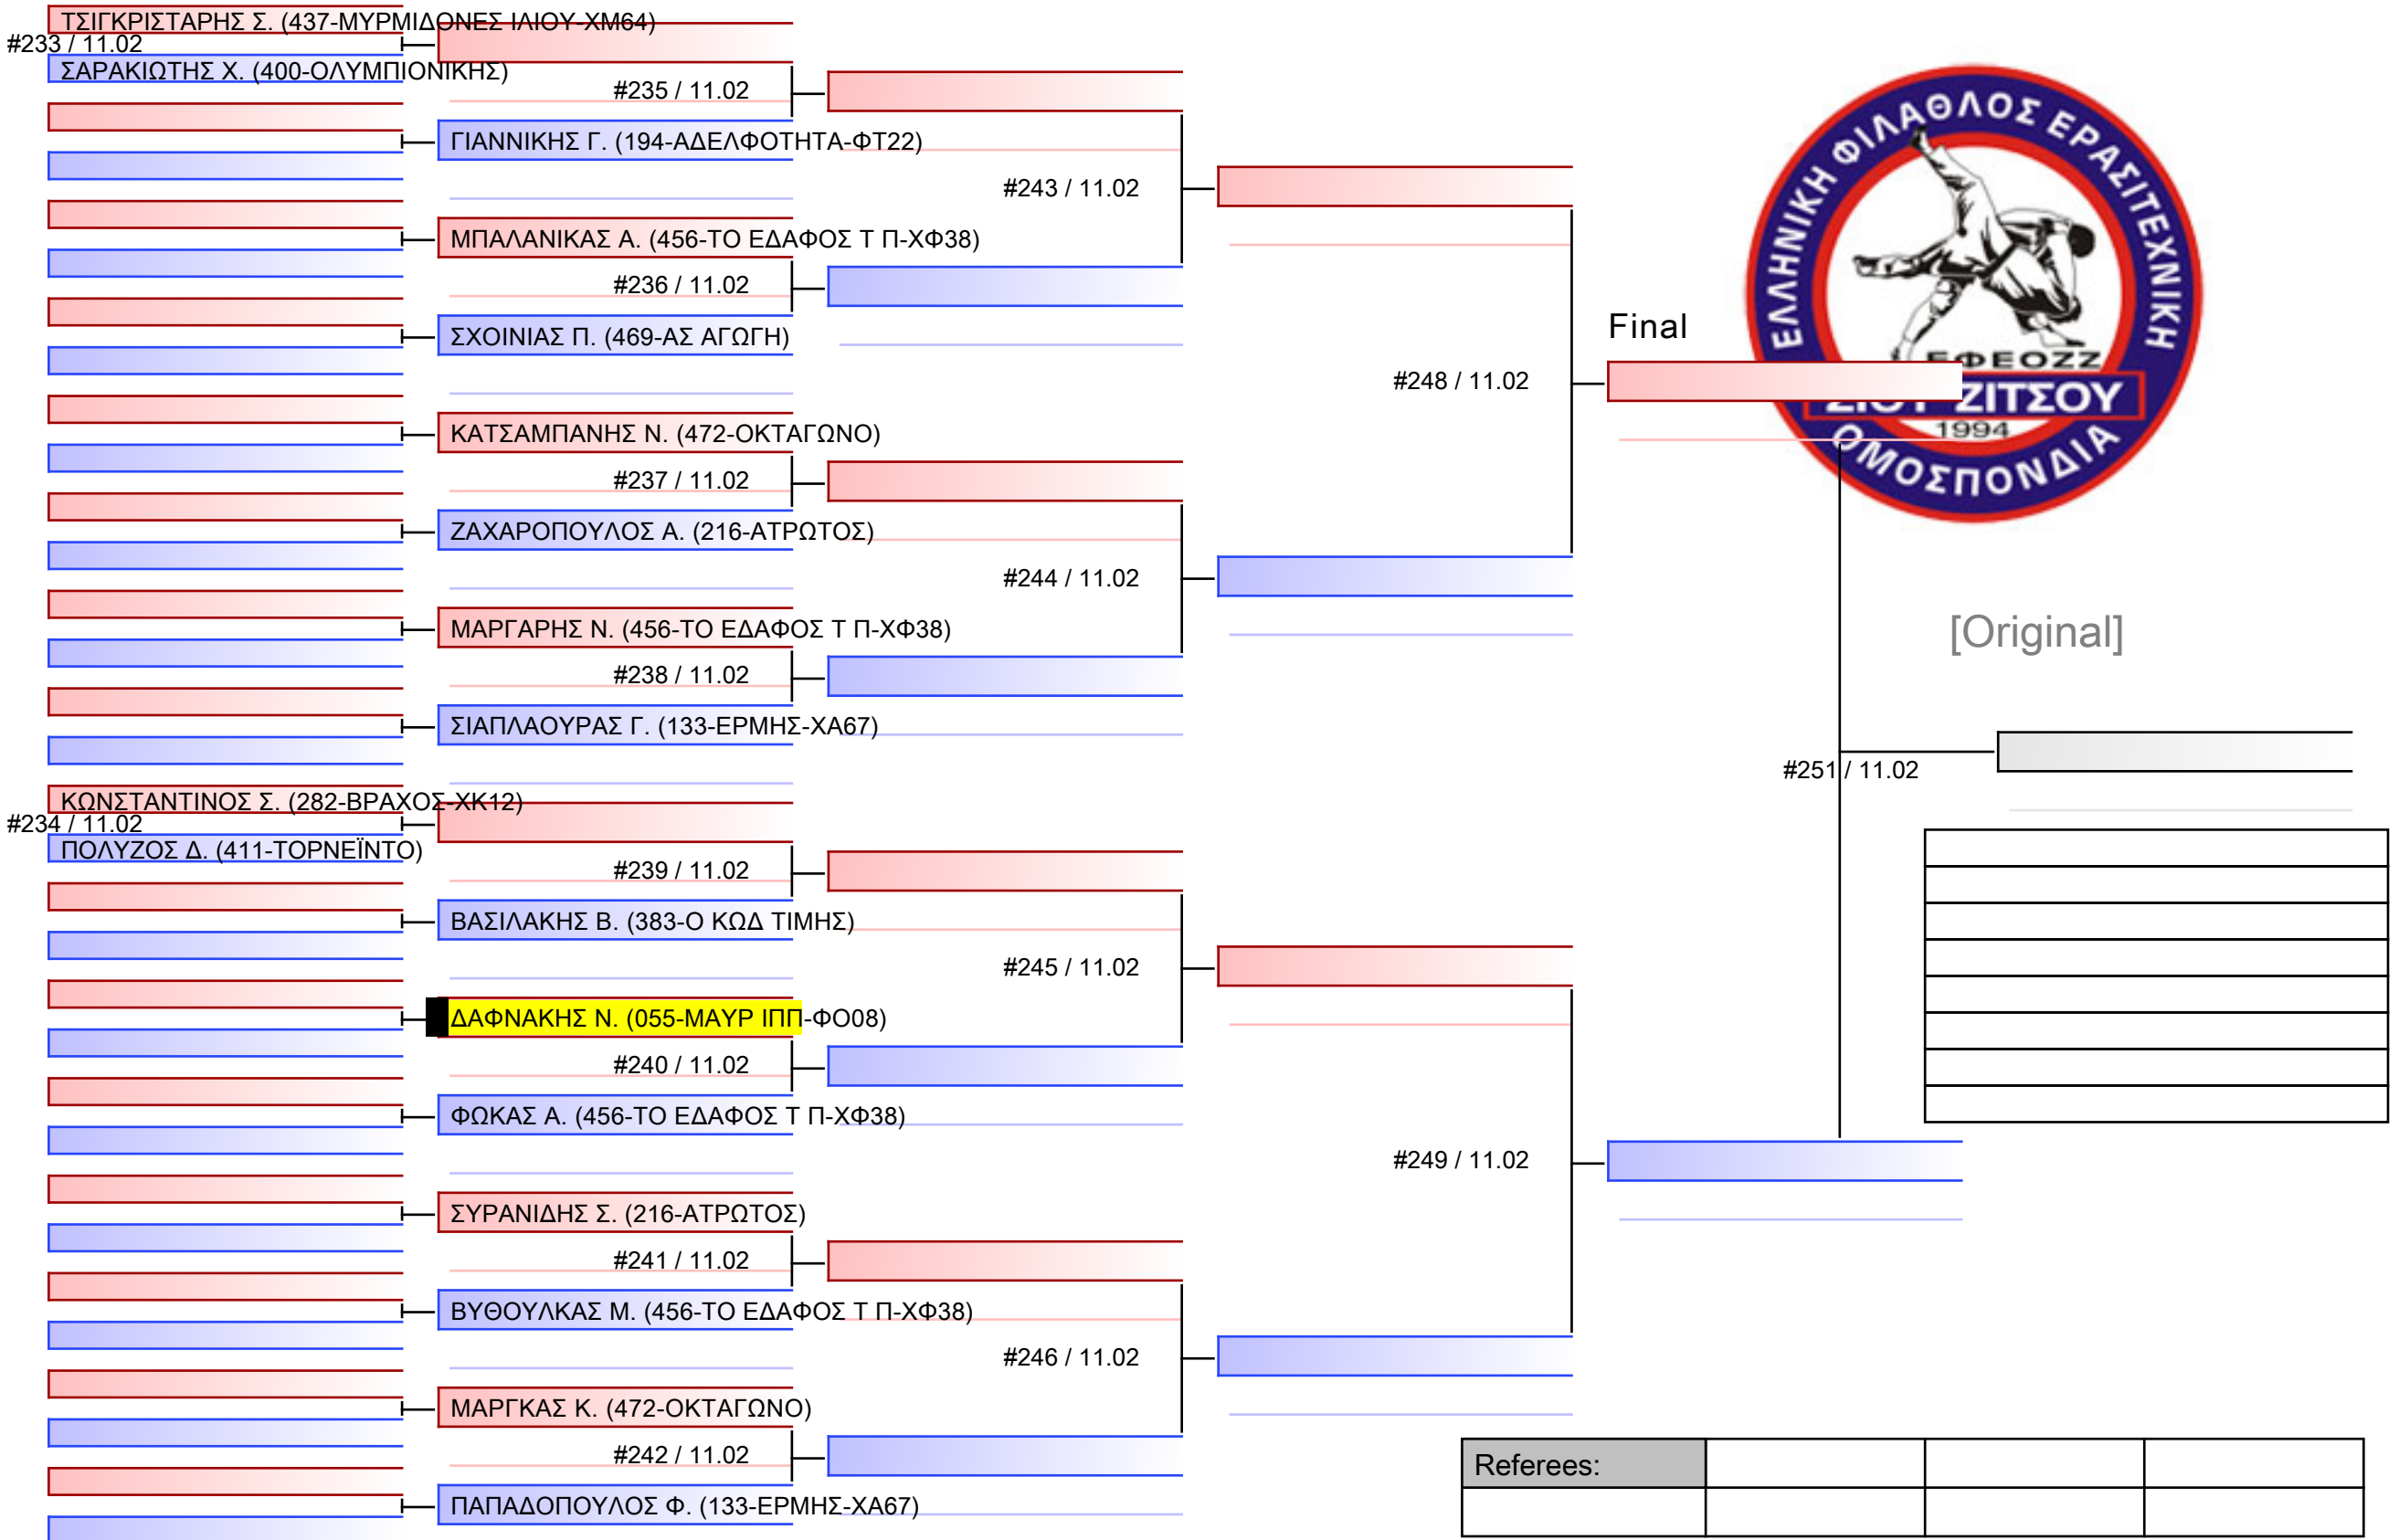 ΤΣΙΓΚΡΙΣΤΑΡΗΣ Σ. (437-ΜΥΡΜΙΔΟΝΕΣ ΙΛΙΟΥ-ΧΜ64)
#233 / 11.02
ΣΑΡΑΚΙΩΤΗΣ Χ. (400-ΟΛΥΜΠΙΟΝΙΚΗΣ)
#235 / 11.02
ΓΙΑΝΝΙΚΗΣ Γ. (194-ΑΔΕΛΦΟΤΗΤΑ-ΦΤ22)
#243 / 11.02
ΜΠΑΛΑΝΙΚΑΣ Α. (456-ΤΟ ΕΔΑΦΟΣ Τ Π-ΧΦ38)
#236 / 11.02
ΣΧΟΙΝΙΑΣ Π. (469-ΑΣ ΑΓΩΓΗ)
ΕΛΛΗΝΙΚΗ ΦΙΛΑΘΛΟΣ ΕΡΑΣΙΤΕΧΝΙΚΗ
ΕΦΕΟΖΖ
ΖΙΟΥ ΖΙΤΣΟΥ
1994
ΟΜΟΣΠΟΝΔΙΑ
Final
#248 / 11.02
ΚΑΤΣΑΜΠΑΝΗΣ Ν. (472-ΟΚΤΑΓΩΝΟ)
#237 / 11.02
ΖΑΧΑΡΟΠΟΥΛΟΣ Α. (216-ΑΤΡΩΤΟΣ)
#244 / 11.02
ΜΑΡΓΑΡΗΣ Ν. (456-ΤΟ ΕΔΑΦΟΣ Τ Π-ΧΦ38)
[Original]
#238 / 11.02
ΣΙΑΠΛΑΟΥΡΑΣ Γ. (133-ΕΡΜΗΣ-ΧΑ67)
#251 / 11.02
ΚΩΝΣΤΑΝΤΙΝΟΣ Σ. (282-ΒΡΑΧΟΣ-ΧΚ12)
#234 / 11.02
ΠΟΛΥΖΟΣ Δ. (411-ΤΟΡΝΕΪΝΤΟ)
#239 / 11.02
ΒΑΣΙΛΑΚΗΣ Β. (383-Ο ΚΩΔ ΤΙΜΗΣ)
#245 / 11.02
ΔΑΦΝΑΚΗΣ Ν. (055-ΜΑΥΡ ΙΠΠ-ΦΟ08)
#240 / 11.02
ΦΩΚΑΣ Α. (456-ΤΟ ΕΔΑΦΟΣ Τ Π-ΧΦ38)
#249 / 11.02
ΣΥΡΑΝΙΔΗΣ Σ. (216-ΑΤΡΩΤΟΣ)
#241 / 11.02
ΒΥΘΟΥΛΚΑΣ Μ. (456-ΤΟ ΕΔΑΦΟΣ Τ Π-ΧΦ38)
#246 / 11.02
ΜΑΡΓΚΑΣ Κ. (472-ΟΚΤΑΓΩΝΟ)
#242 / 11.02
Referees:
ΠΑΠΑΔΟΠΟΥΛΟΣ Φ. (133-ΕΡΜΗΣ-ΧΑ67)